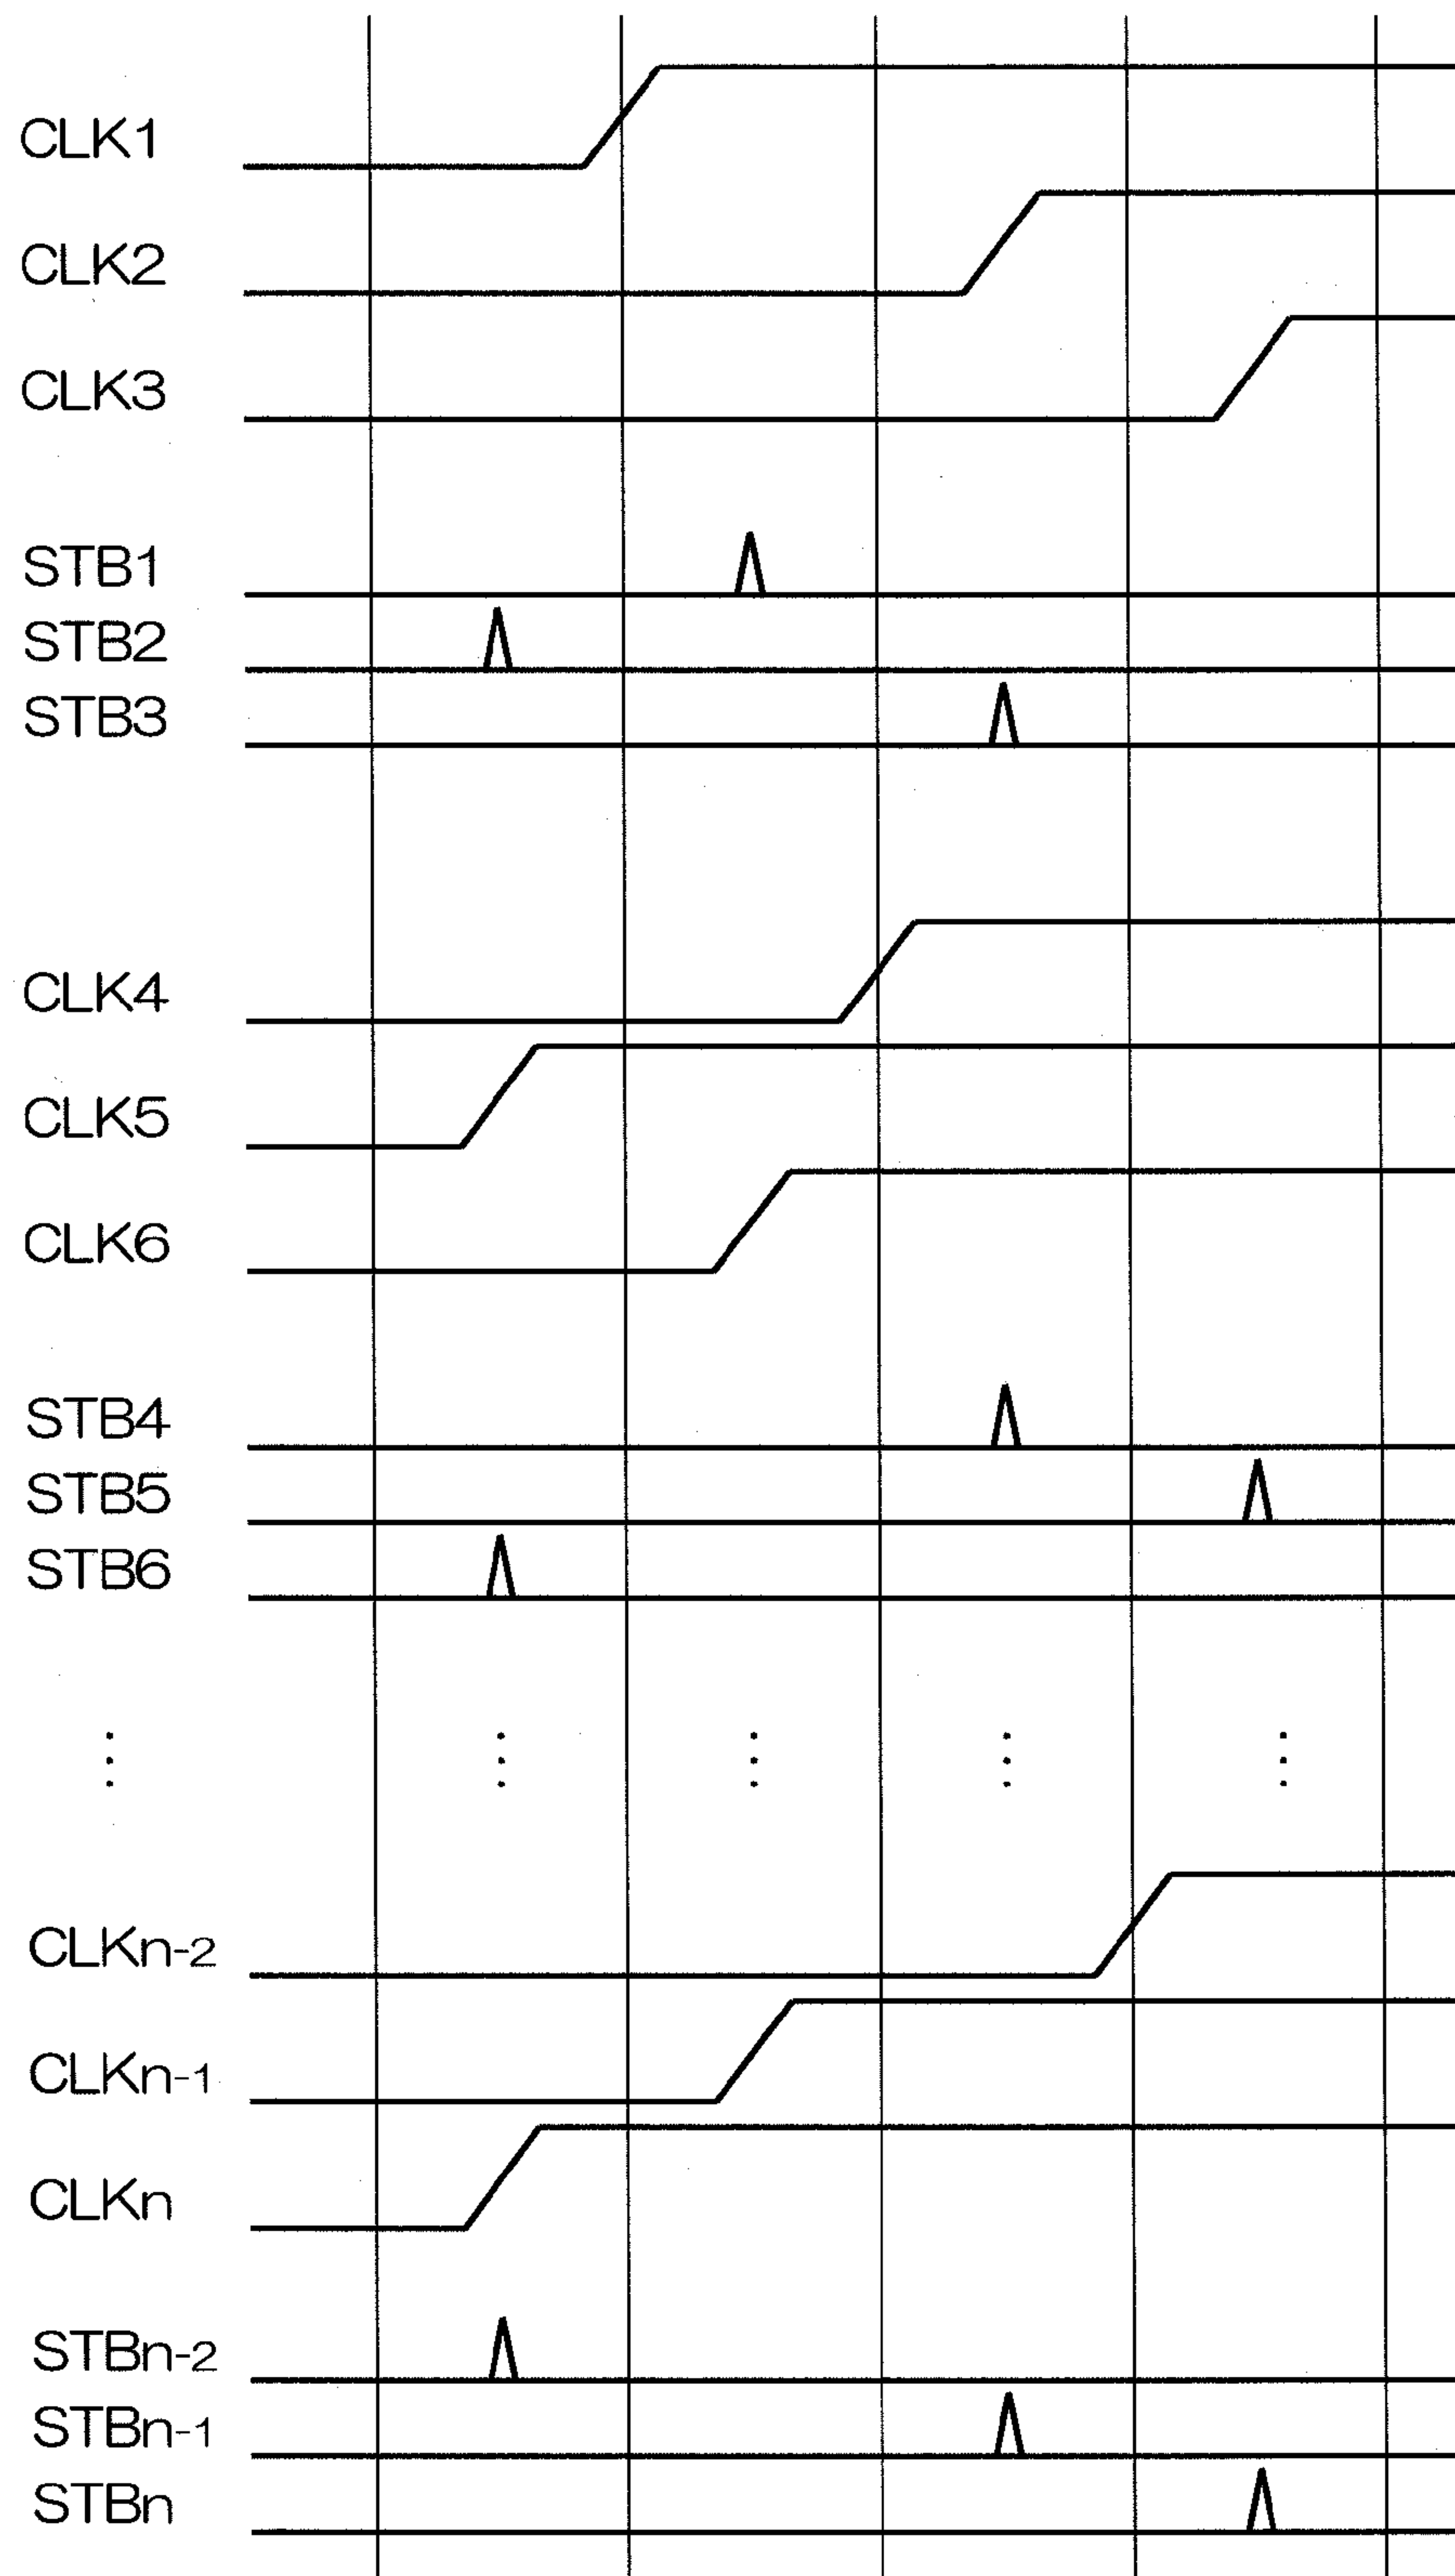 CLK1
CLK2
CLK3
STB1
STB2
STB3
CLK4
CLK5
CLK6
STB4
STB5
STB6
CLKn-2
CLKn-1
CLKn
STBn-2
STBn-1
STBn